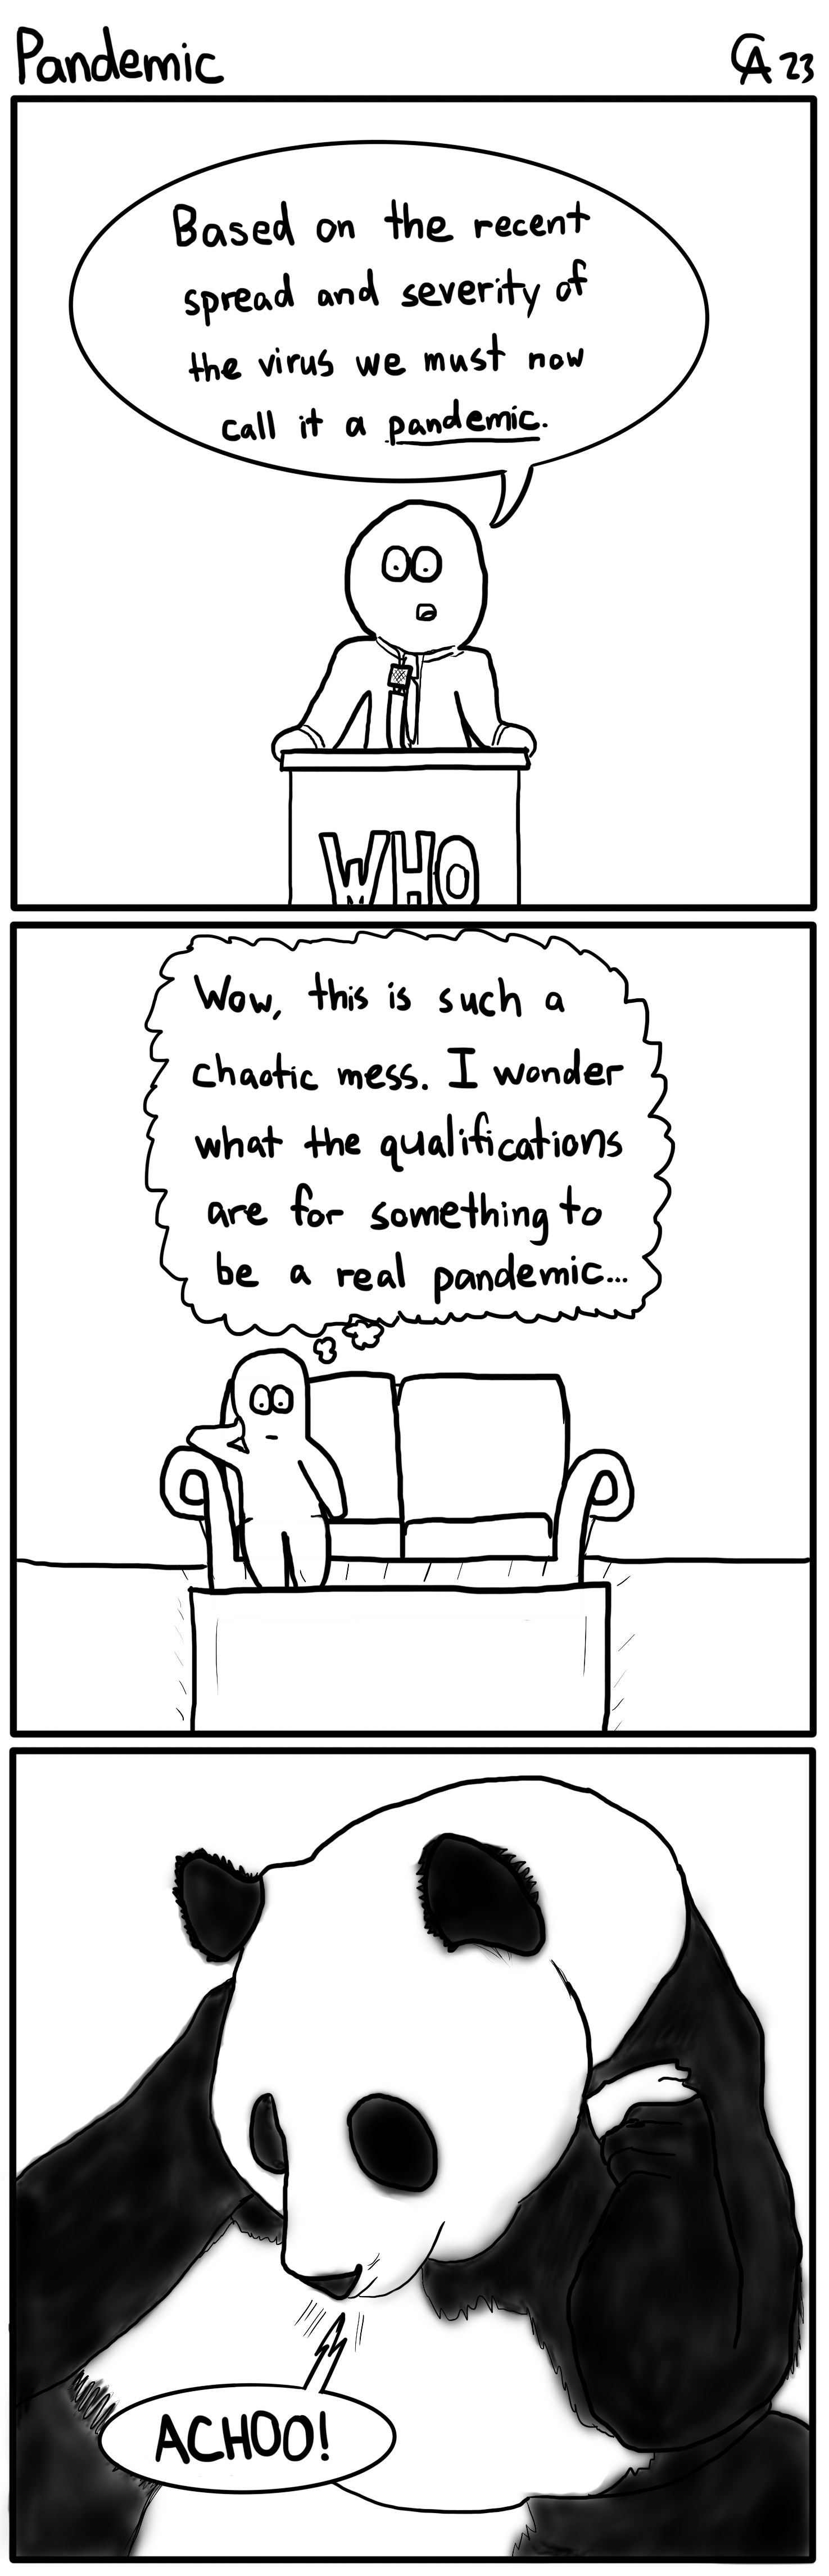 Pandemic
CA 23
Based on the recent
spread and severity of
the virus we must now
call it a pandemic.
WHO
Wow, this is such a
chaotic mess. I wonder
what the qualifications
are for something to
be a real pandemic...
ACHOO!